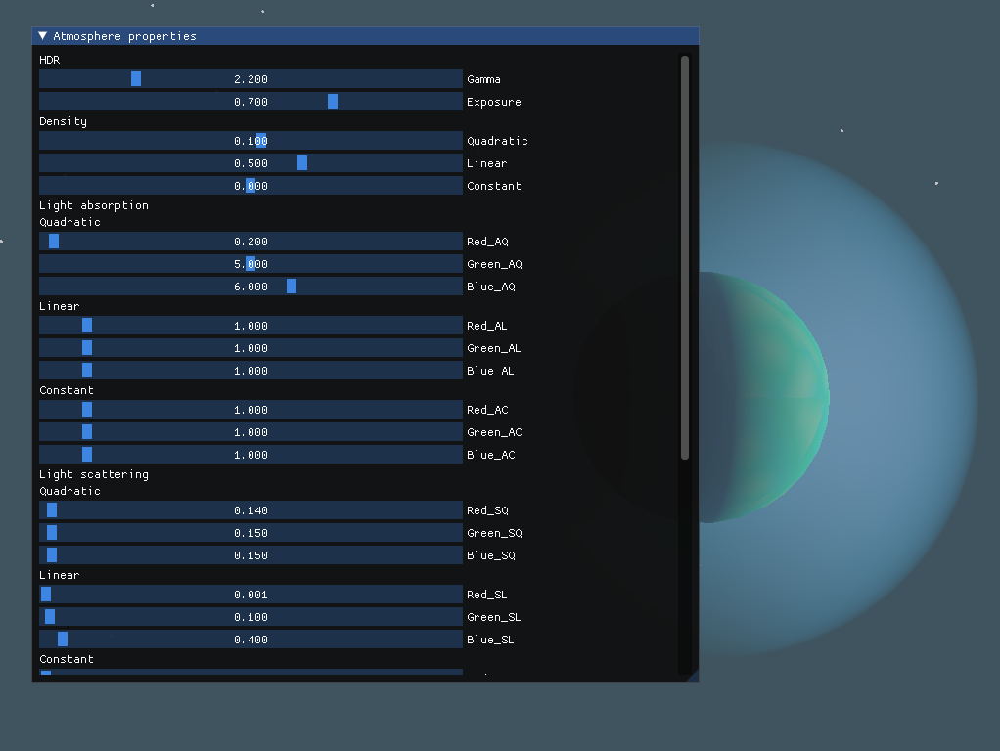 ▼ Atmosphere properties
HDR
2.200 Gamma
0.700 Exposure
Density
0.100 Quadratic
0.500 Linear
0.000 Constant
Light absorption
Quadratic
0.200 Red_AQ
5.000 Green_AQ
6.000 Blue_AQ
Linear
1.000 Red_AL
1.000 Green_AL
1.000 Blue_AL
Constant
1.000 Red_AC
1.000 Green_AC
1.000 Blue_AC
Light scattering
Quadratic
0.140 Red_SQ
0.150 Green_SQ
0.150 Blue_SQ
Linear
0.001 Red_SL
0.100 Green_SL
0.400 Blue_SL
Constant